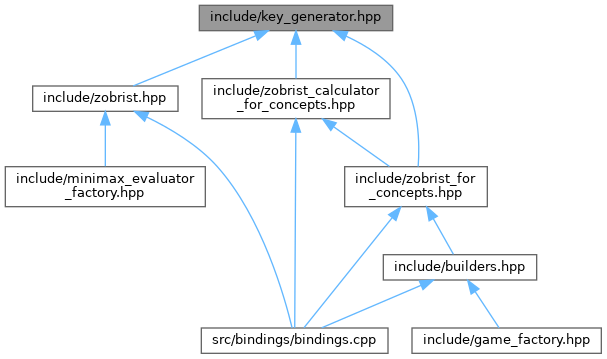 include/key_generator.hpp
include/zobrist.hpp
include/zobrist_calculator
_for_concepts.hpp
include/minimax_evaluator
_factory.hpp
include/zobrist_for
_concepts.hpp
include/builders.hpp
src/bindings/bindings.cpp
include/game_factory.hpp